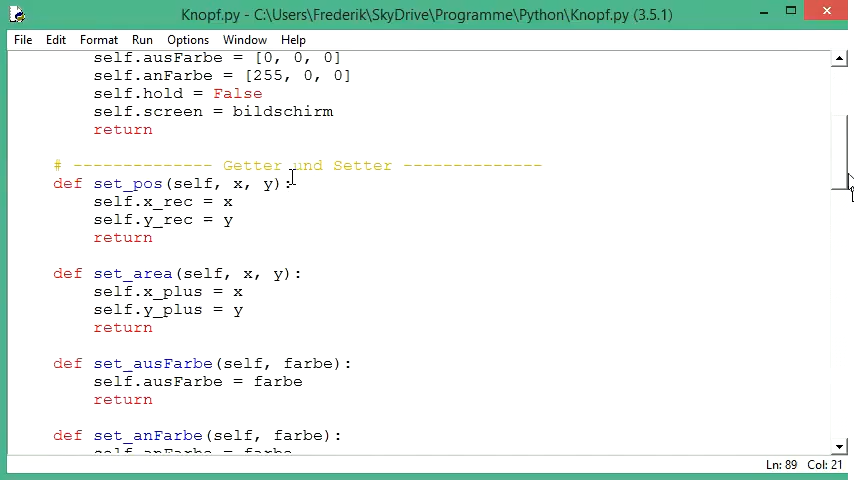 Knopf.py - C:\Users\Frederik\SkyDrive\Programme\Python\Knopf.py (3.5.1)
File Edit Format Run Options Window Help
self.ausFarbe = [0, 0, 0]
self.anFarbe = [255, 0, 0]
self.hold = False
self.screen = bildschirm
return
# -------------- Getter und Setter --------------
def set_pos(self, x, y):
self.x_rec = x
self.y_rec = y
return
def set_area(self, x, y):
self.x_plus = x
self.y_plus = y
return
def set_ausFarbe(self, farbe):
self.ausFarbe = farbe
return
def set_anFarbe(self, farbe):
self.anFarbe = farbe
Ln: 89 Col: 21